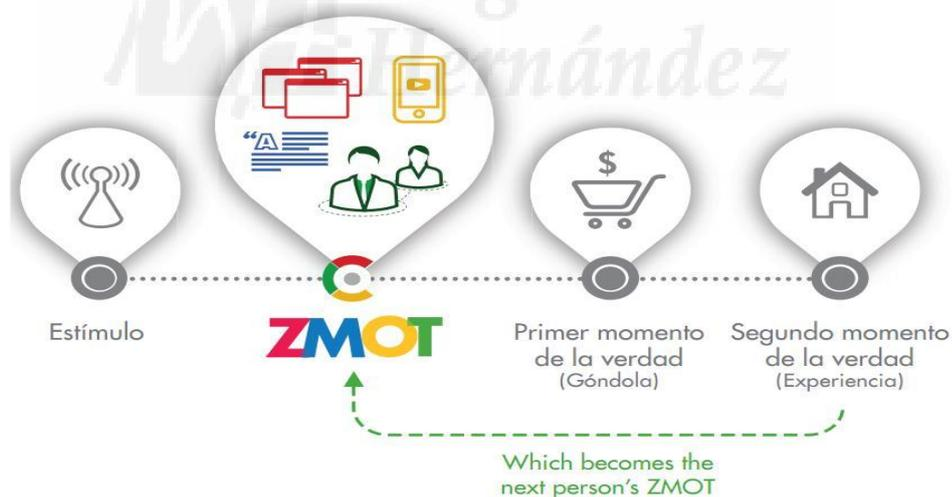 Hernández
“A
$
Estímulo
ZMOT
Primer momento
de la verdad
(Góndola)
Segundo momento
de la verdad
(Experiencia)
Which becomes the
next person's ZMOT